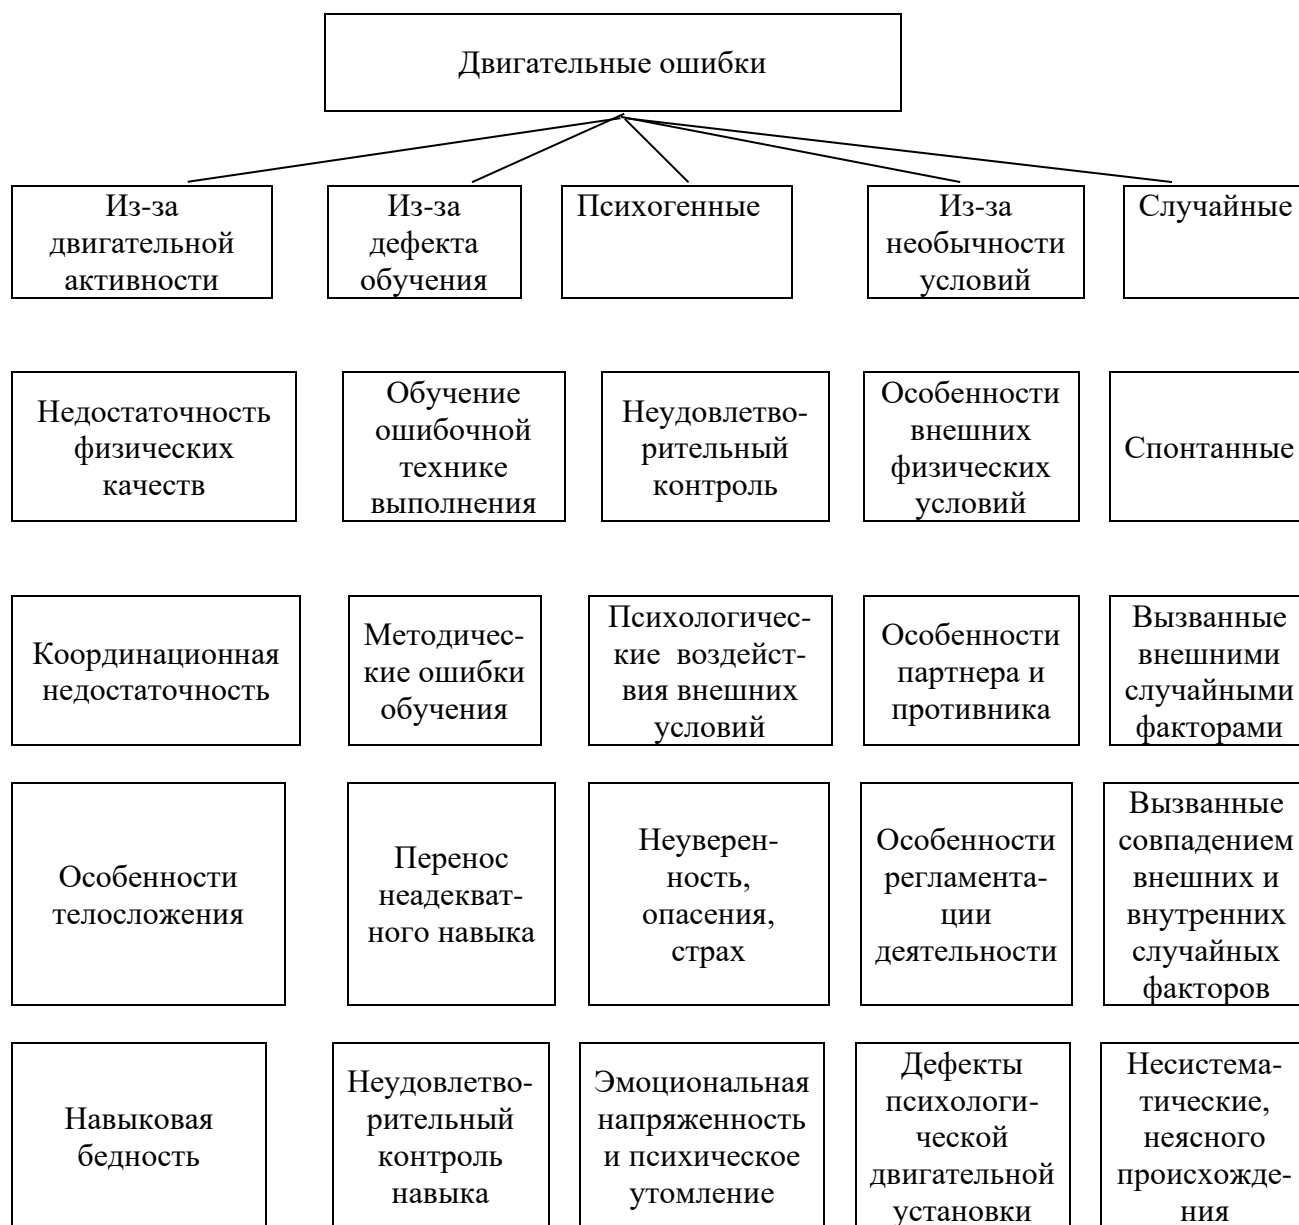 Двигательные ошибки
Из-за
двигательной
активности
Из-за
дефекта
обучения
Психогенные
Из-за
необычности
условий
Случайные
Недостаточность
физических
качеств
Обучение
ошибочной
технике
выполнения
Неудовлетво-
рительный
контроль
Особенности
внешних
физических
условий
Спонтанные
Координационная
недостаточность
Методичес-
кие ошибки
обучения
Психологичес-
кие воздейст-
вия внешних
условий
Особенности
партнера и
противника
Вызванные
внешними
случайными
факторами
Особенности
телосложения
Перенос
неадекват-
ного навыка
Неуверен-
ность,
опасения,
страх
Особенности
регламента-
ции
деятельности
Вызванные
совпадением
внешних и
внутренних
случайных
факторов
Навыковая
бедность
Неудовлетво-
рительный
контроль
навыка
Эмоциональная
напряженность
и психическое
утомление
Дефекты
психологи-
ческой
двигательной
установки
Несистема-
тические,
неясного
происхожде-
ния